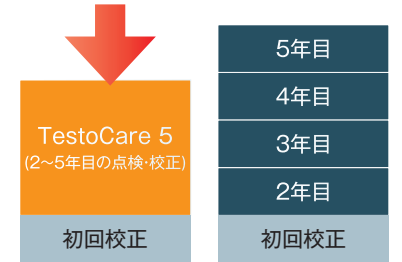 TestoCare 5
(2〜5年目の点検・校正)
初回校正
5年目
4年目
3年目
2年目
初回校正